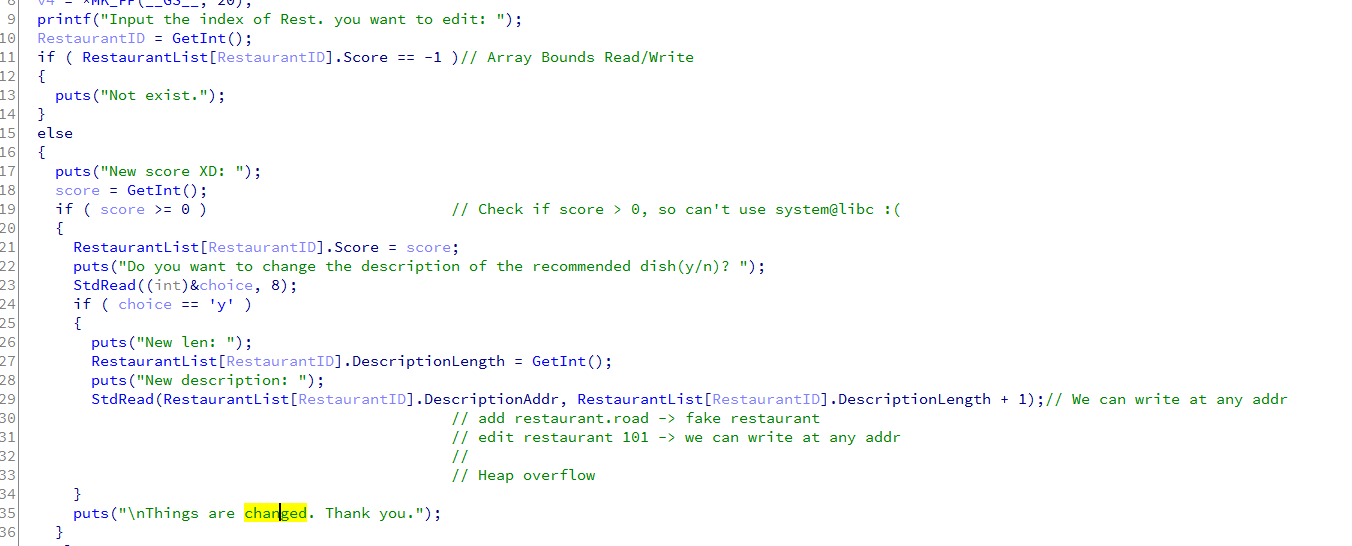 8 v4 = *MK_FP(__GS__, 20);
9 printf("Input the index of Rest. you want to edit: ");
10 RestaurantID = GetInt();
11 if ( RestaurantList[RestaurantID].Score == -1 )// Array Bounds Read/Write
12 {
13 puts("Not exist.");
14 }
15 else
16 {
17 puts("New score XD: ");
18 score = GetInt();
19 if ( score >= 0 ) // Check if score > 0, so can't use system@libc :(
20 {
21 RestaurantList[RestaurantID].Score = score;
22 puts("Do you want to change the description of the recommended dish(y/n)? ");
23 StdRead((int)&choice, 8);
24 if ( choice == 'y' )
25 {
26 puts("New len: ");
27 RestaurantList[RestaurantID].DescriptionLength = GetInt();
28 puts("New description: ");
29 StdRead(RestaurantList[RestaurantID].DescriptionAddr, RestaurantList[RestaurantID].DescriptionLength + 1);// We can write at any addr
30 // add restaurant.road -> fake restaurant
31 // edit restaurant 101 -> we can write at any addr
32 //
33 // Heap overflow
34 }
35 puts("\nThings are changed. Thank you.");
36 }